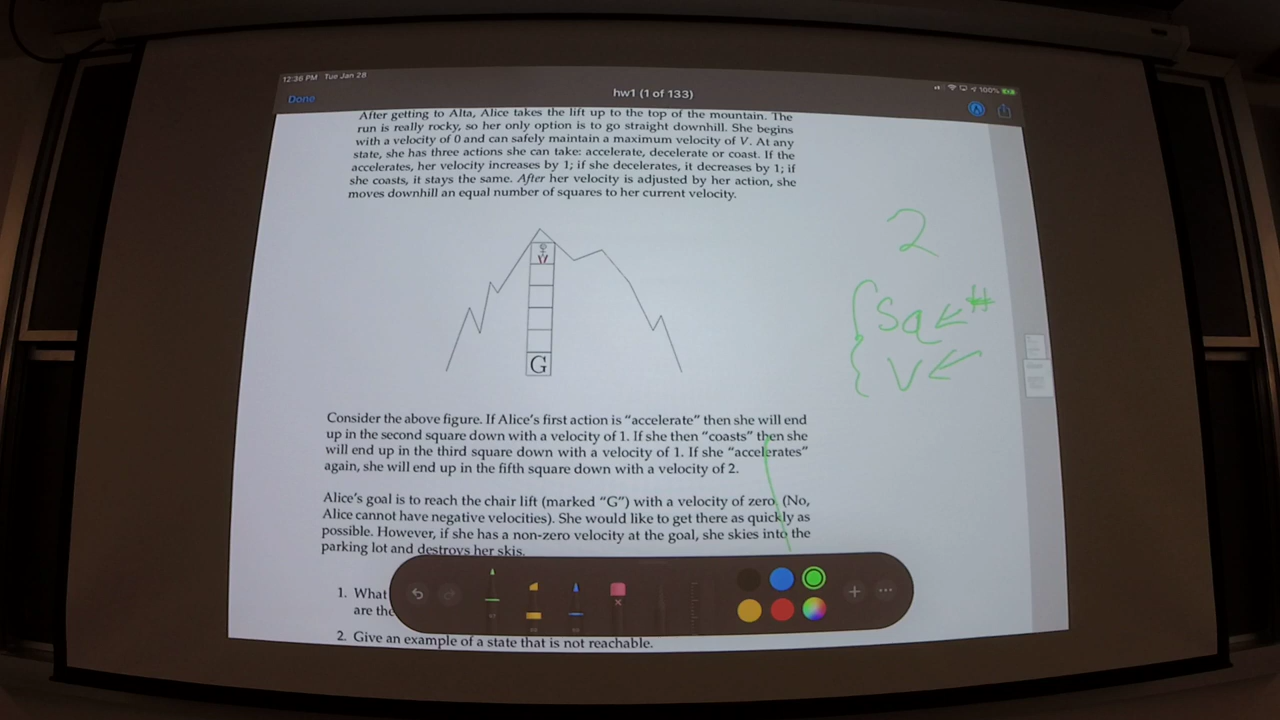 12:36 PM Tue Jan 28
100%
Done
hw1 (1 of 133)
After getting to Alta, Alice takes the lift up to the top of the mountain. The
run is really rocky, so her only option is to go straight downhill. She begins
with a velocity of 0 and can safely maintain a maximum velocity of V. At any
state, she has three actions she can take: accelerate, decelerate or coast. If the
accelerates, her velocity increases by 1; if she decelerates, it decreases by 1; if
she coasts, it stays the same. After her velocity is adjusted by her action, she
moves downhill an equal number of squares to her current velocity.
2
Sq ← #
V ←
G
Consider the above figure. If Alice's first action is "accelerate" then she will end
up in the second square down with a velocity of 1. If she then "coasts" then she
will end up in the third square down with a velocity of 1. If she "accelerates"
again, she will end up in the fifth square down with a velocity of 2.
Alice's goal is to reach the chair lift (marked "G") with a velocity of zero. (No,
Alice cannot have negative velocities). She would like to get there as quickly as
possible. However, if she has a non-zero velocity at the goal, she skies into the
parking lot and destroys her skis.
1. What
are the
2. Give an example of a state that is not reachable.